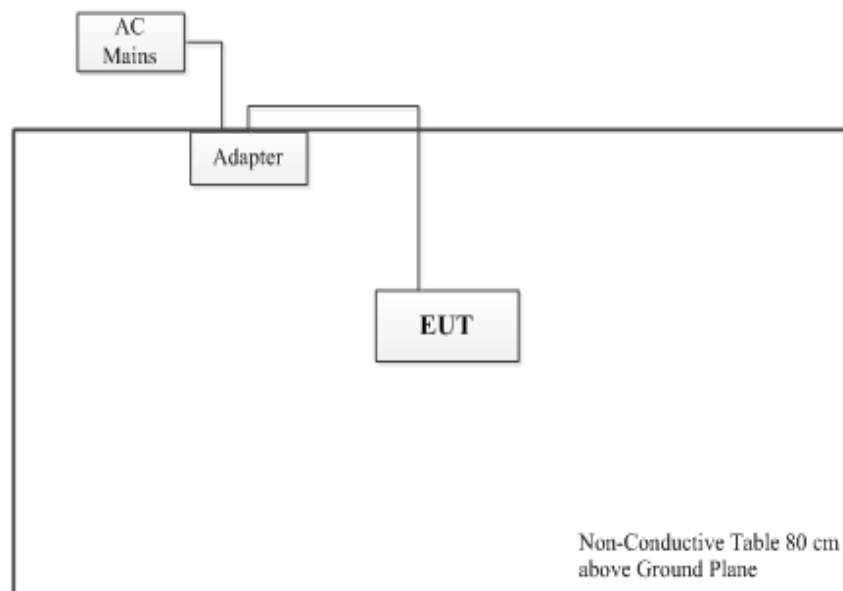 AC
Mains
Adapter
EUT
Non-Conductive Table 80 cm
above Ground Plane